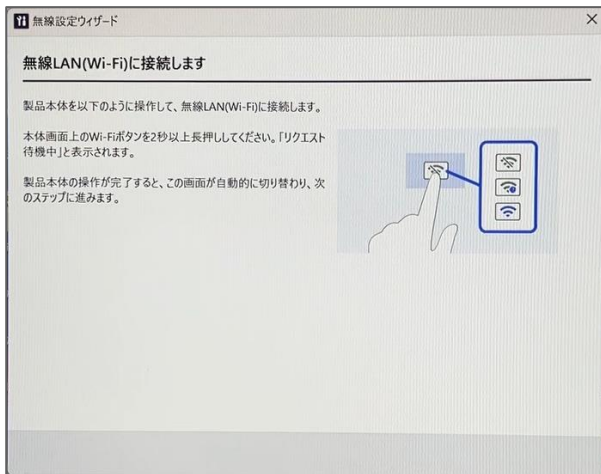 無線設定ウィザード
無線LAN(Wi-Fi)に接続します
製品本体を以下のように操作して、無線LAN(Wi-Fi)に接続します。
本体画面上のWi-Fiボタンを2秒以上長押ししてください。「リクエスト
待機中」と表示されます。
製品本体の操作が完了すると、この画面が自動的に切り替わり、次
のステップに進みます。